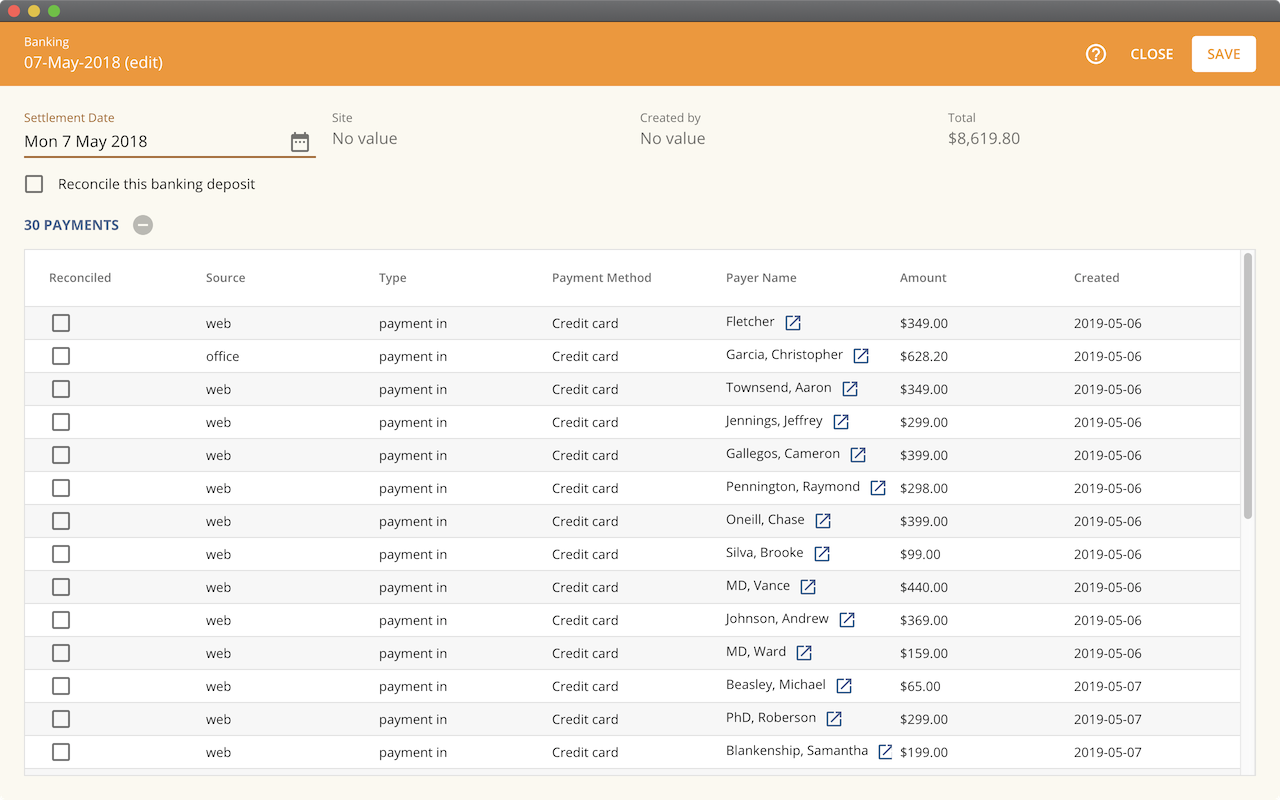 Banking
07-May-2018 (edit)
CLOSE
SAVE
Settlement Date
Mon 7 May 2018
Site
No value
Created by
No value
Total
$8,619.80
Reconcile this banking deposit
30 PAYMENTS
Reconciled Source Type Payment Method Payer Name Amount Created
web payment in Credit card Fletcher $349.00 2019-05-06
office payment in Credit card Garcia, Christopher $628.20 2019-05-06
web payment in Credit card Townsend, Aaron $349.00 2019-05-06
web payment in Credit card Jennings, Jeffrey $299.00 2019-05-06
web payment in Credit card Gallegos, Cameron $399.00 2019-05-06
web payment in Credit card Pennington, Raymond $298.00 2019-05-06
web payment in Credit card Oneill, Chase $399.00 2019-05-06
web payment in Credit card Silva, Brooke $99.00 2019-05-06
web payment in Credit card MD, Vance $440.00 2019-05-06
web payment in Credit card Johnson, Andrew $369.00 2019-05-06
web payment in Credit card MD, Ward $159.00 2019-05-06
web payment in Credit card Beasley, Michael $65.00 2019-05-07
web payment in Credit card PhD, Roberson $299.00 2019-05-07
web payment in Credit card Blankenship, Samantha $199.00 2019-05-07